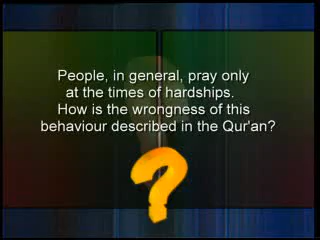 People, in general, pray only
at the times of hardships.
How is the wrongness of this
behaviour described in the Qur'an?
?